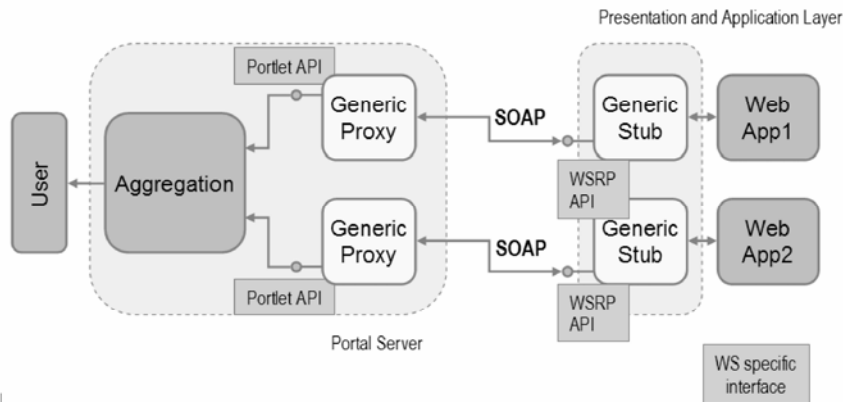 Presentation and Application Layer
Portlet API
Generic
Proxy
SOAP
Generic
Stub
Web
App1
User
Aggregation
WSRP
API
Generic
Proxy
SOAP
Generic
Stub
Web
App2
Portlet API
WSRP
API
Portal Server
WS specific
interface